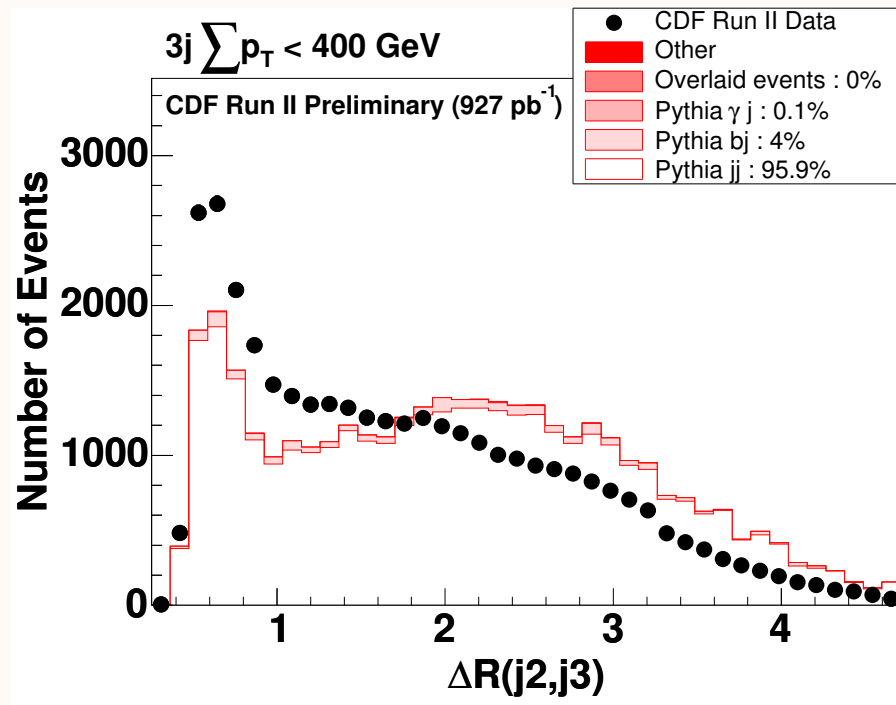 3j ∑p_T < 400 GeV
CDF Run II Preliminary (927 pb^-1)
CDF Run II Data
Other
Overlaid events : 0%
Pythia γ j : 0.1%
Pythia bj : 4%
Pythia jj : 95.9%
Number of Events
3000
2000
1000
0
1 2 3 4
ΔR(j2,j3)